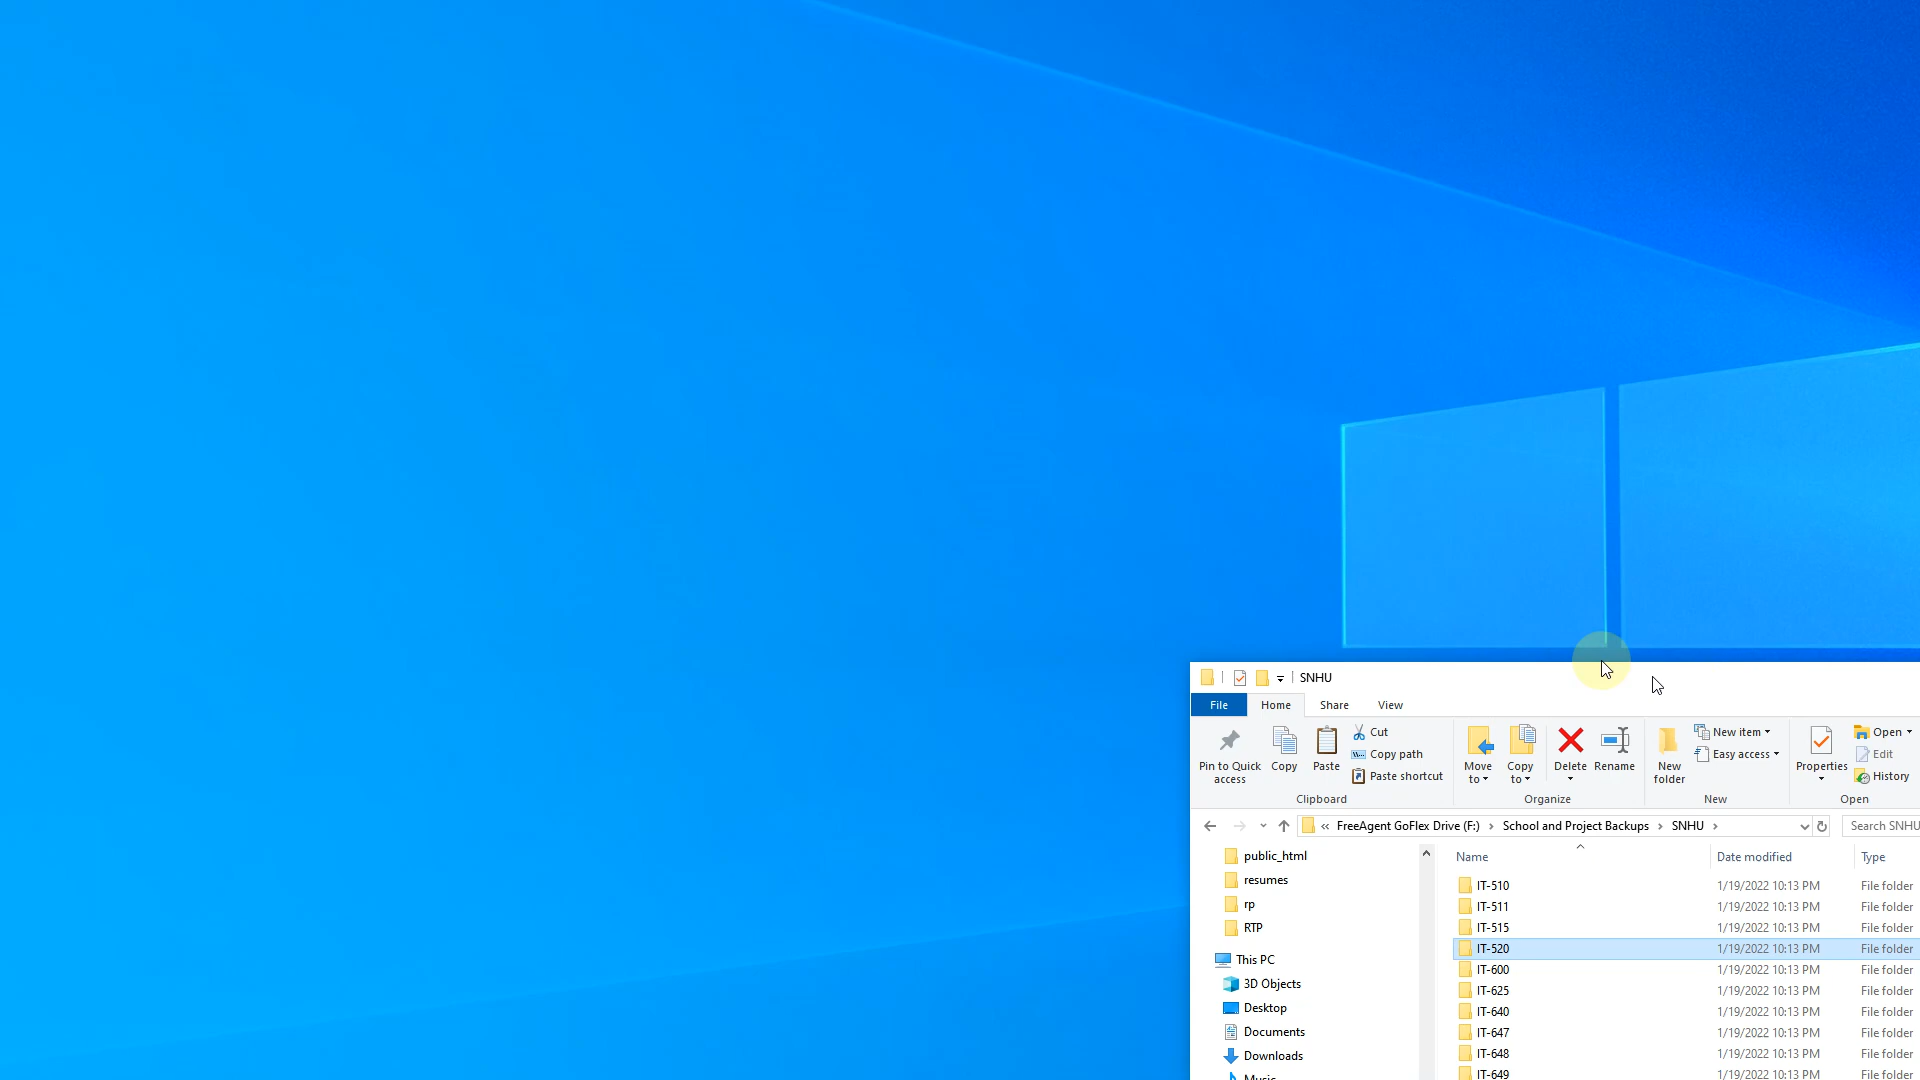 SNHU
File Home Share View
Pin to Quick access
Copy
Paste
Cut
Copy path
Paste shortcut
Clipboard
Move to
Copy to
Delete
Rename
Organize
New folder
New item
Easy access
New
Properties
Open
Edit
History
Open
« FreeAgent GoFlex Drive (F:) › School and Project Backups › SNHU ›
Search SNHU
public_html
resumes
rp
RTP
This PC
3D Objects
Desktop
Documents
Downloads
Music
Name Date modified Type
IT-510 1/19/2022 10:13 PM File folder
IT-511 1/19/2022 10:13 PM File folder
IT-515 1/19/2022 10:13 PM File folder
IT-520 1/19/2022 10:13 PM File folder
IT-600 1/19/2022 10:13 PM File folder
IT-625 1/19/2022 10:13 PM File folder
IT-640 1/19/2022 10:13 PM File folder
IT-647 1/19/2022 10:13 PM File folder
IT-648 1/19/2022 10:13 PM File folder
IT-649 1/19/2022 10:13 PM File folder